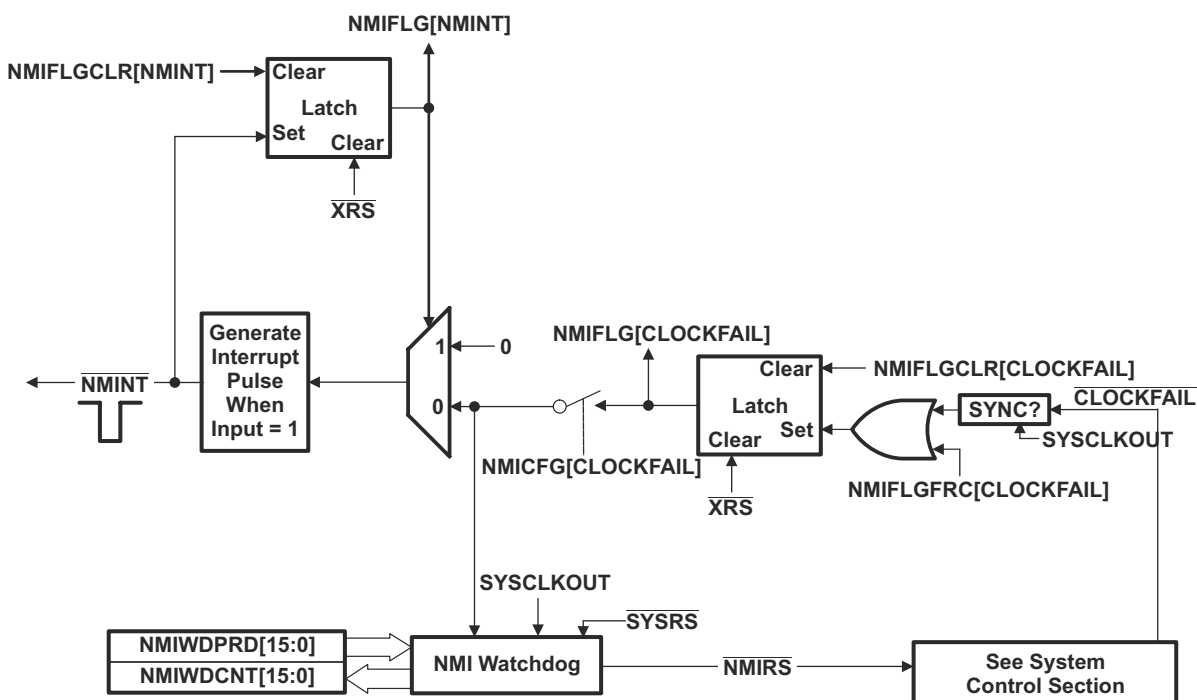 NMIFLG[NMINT]
NMIFLGCLR[NMINT]
Clear
Latch
Set
Clear
XRS
Generate
Interrupt
Pulse
When
Input = 1
NMINT
1
0
0
NMIFLG[CLOCKFAIL]
NMICFG[CLOCKFAIL]
Clear
Latch
Set
Clear
XRS
NMIFLGCLR[CLOCKFAIL]
CLOCKFAIL
SYNC?
SYSCLKOUT
NMIFLGFRC[CLOCKFAIL]
SYSCLKOUT
SYSRS
NMIWDPRD[15:0]
NMIWDCNT[15:0]
NMI Watchdog
NMIRS
See System
Control Section